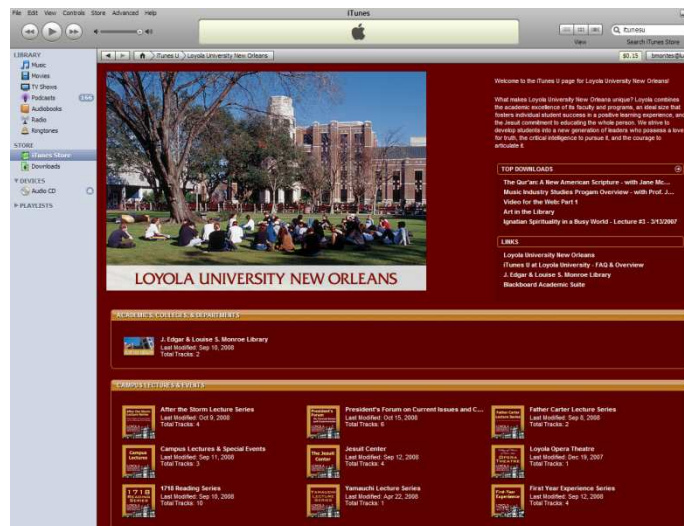 File Edit View Controls Store Advanced Help
iTunes
itunesu
View
Search iTunes Store
LIBRARY
Music
Movies
TV Shows
Podcasts
Audiobooks
Radio
Ringtones
STORE
iTunes Store
Downloads
DEVICES
Audio CD
PLAYLISTS
iTunes U Loyola University New Orleans
$0.15
Welcome to the iTunes U page for Loyola University New Orleans!
What makes Loyola University New Orleans unique? Loyola combines
the academic excellence of its faculty and programs, an ideal size that
fosters individual student success in a positive learning experience, and
the Jesuit commitment to educating the whole person. We strive to
develop students into a new generation of leaders who possess a love
for truth, the critical intelligence to pursue it, and the courage to
articulate it.
TOP DOWNLOADS
The Qur'an: A New American Scripture - with Jane Mc...
Music Industry Studies Progam Overview - with Prof. J...
Video for the Web: Part 1
Art in the Library
Ignatian Spirituality in a Busy World - Lecture #3 - 3/13/2007
LINKS
Loyola University New Orleans
iTunes U at Loyola University - FAQ & Overview
J. Edgar & Louise S. Monroe Library
Blackboard Academic Suite
LOYOLA UNIVERSITY NEW ORLEANS
ACADEMICS, COLLEGES, & DEPARTMENTS
J. Edgar & Louise S. Monroe Library
Last Modified: Sep 10, 2008
Total Tracks: 2
CAMPUS LECTURES & EVENTS
After the Storm Lecture Series
Last Modified: Oct 9, 2008
Total Tracks: 4
President's Forum on Current Issues and C...
Last Modified: Oct 15, 2008
Total Tracks: 6
Father Carter Lecture Series
Last Modified: Sep 8, 2008
Total Tracks: 2
Campus Lectures & Special Events
Last Modified: Sep 11, 2008
Total Tracks: 3
Jesuit Center
Last Modified: Sep 12, 2008
Total Tracks: 4
Loyola Opera Theatre
Last Modified: Dec 19, 2007
Total Tracks: 1
1718 Reading Series
Last Modified: Sep 10, 2008
Total Tracks: 10
Yamauchi Lecture Series
Last Modified: Apr 22, 2008
Total Tracks: 1
First Year Experience Series
Last Modified: Sep 12, 2008
Total Tracks: 4